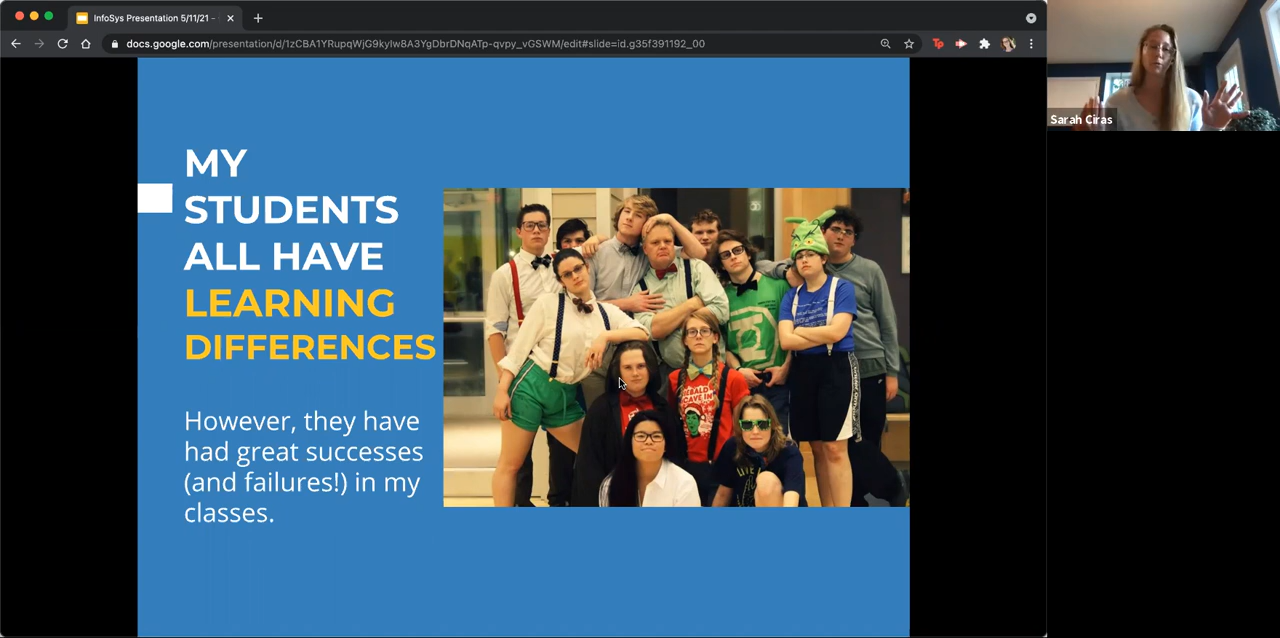 InfoSys Presentation 5/11/21 -
docs.google.com/presentation/d/1zCBA1YRupqWjG9kyIw8A3YgDbrDNqATp-qvpy_vGSWM/edit#slide=id.g35f391192_00
Sarah Ciras
MY
STUDENTS
ALL HAVE
LEARNING
DIFFERENCES
However, they have
had great successes
(and failures!) in my
classes.